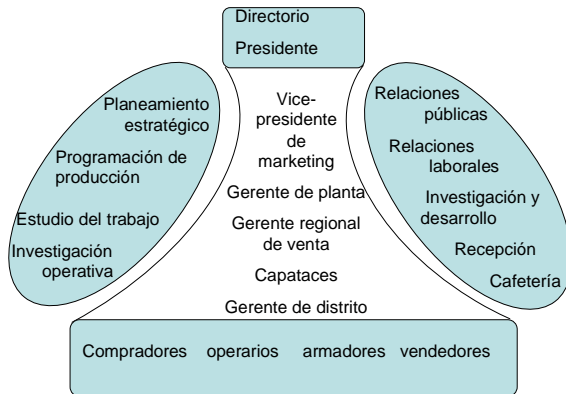 Directorio
Presidente
Planeamiento
estratégico
Programación de
producción
Estudio del trabajo
Investigación
operativa
Vice-
presidente
de
marketing
Gerente de planta
Gerente regional
de venta
Capataces
Gerente de distrito
Relaciones
públicas
Relaciones
laborales
Investigación y
desarrollo
Recepción
Cafetería
Compradores operarios armadores vendedores